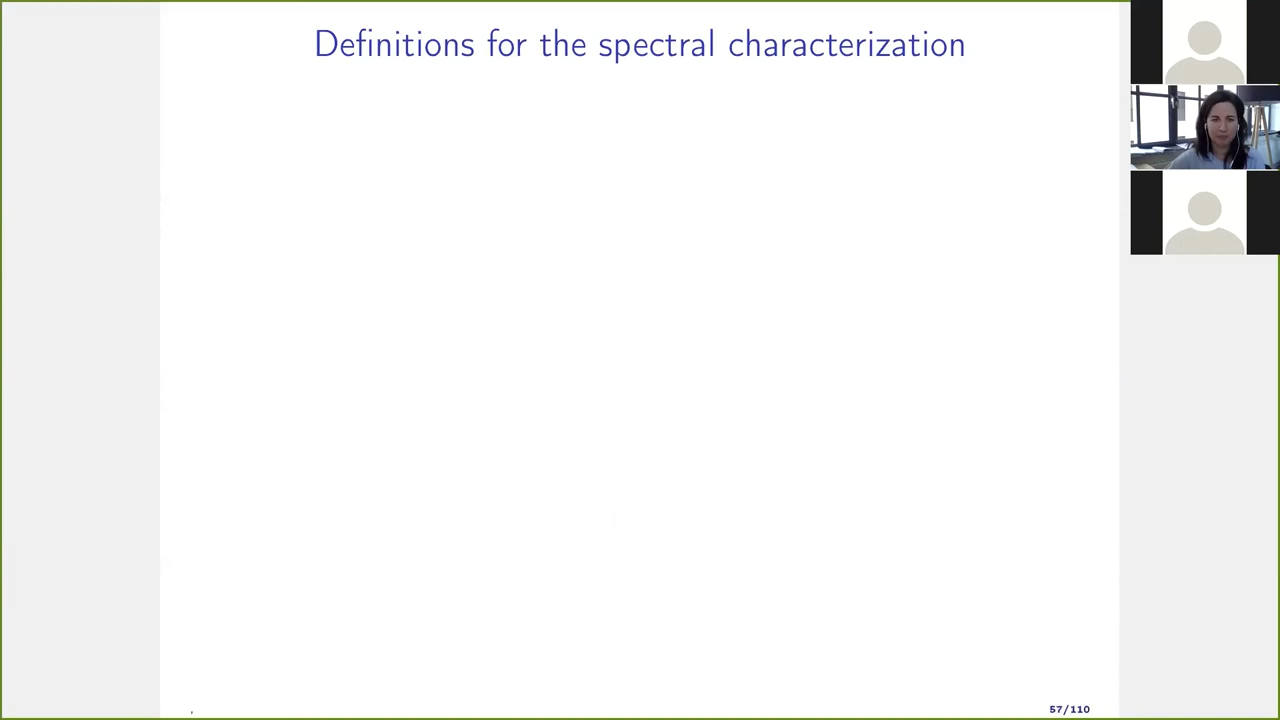 Definitions for the spectral characterization
,
57/110